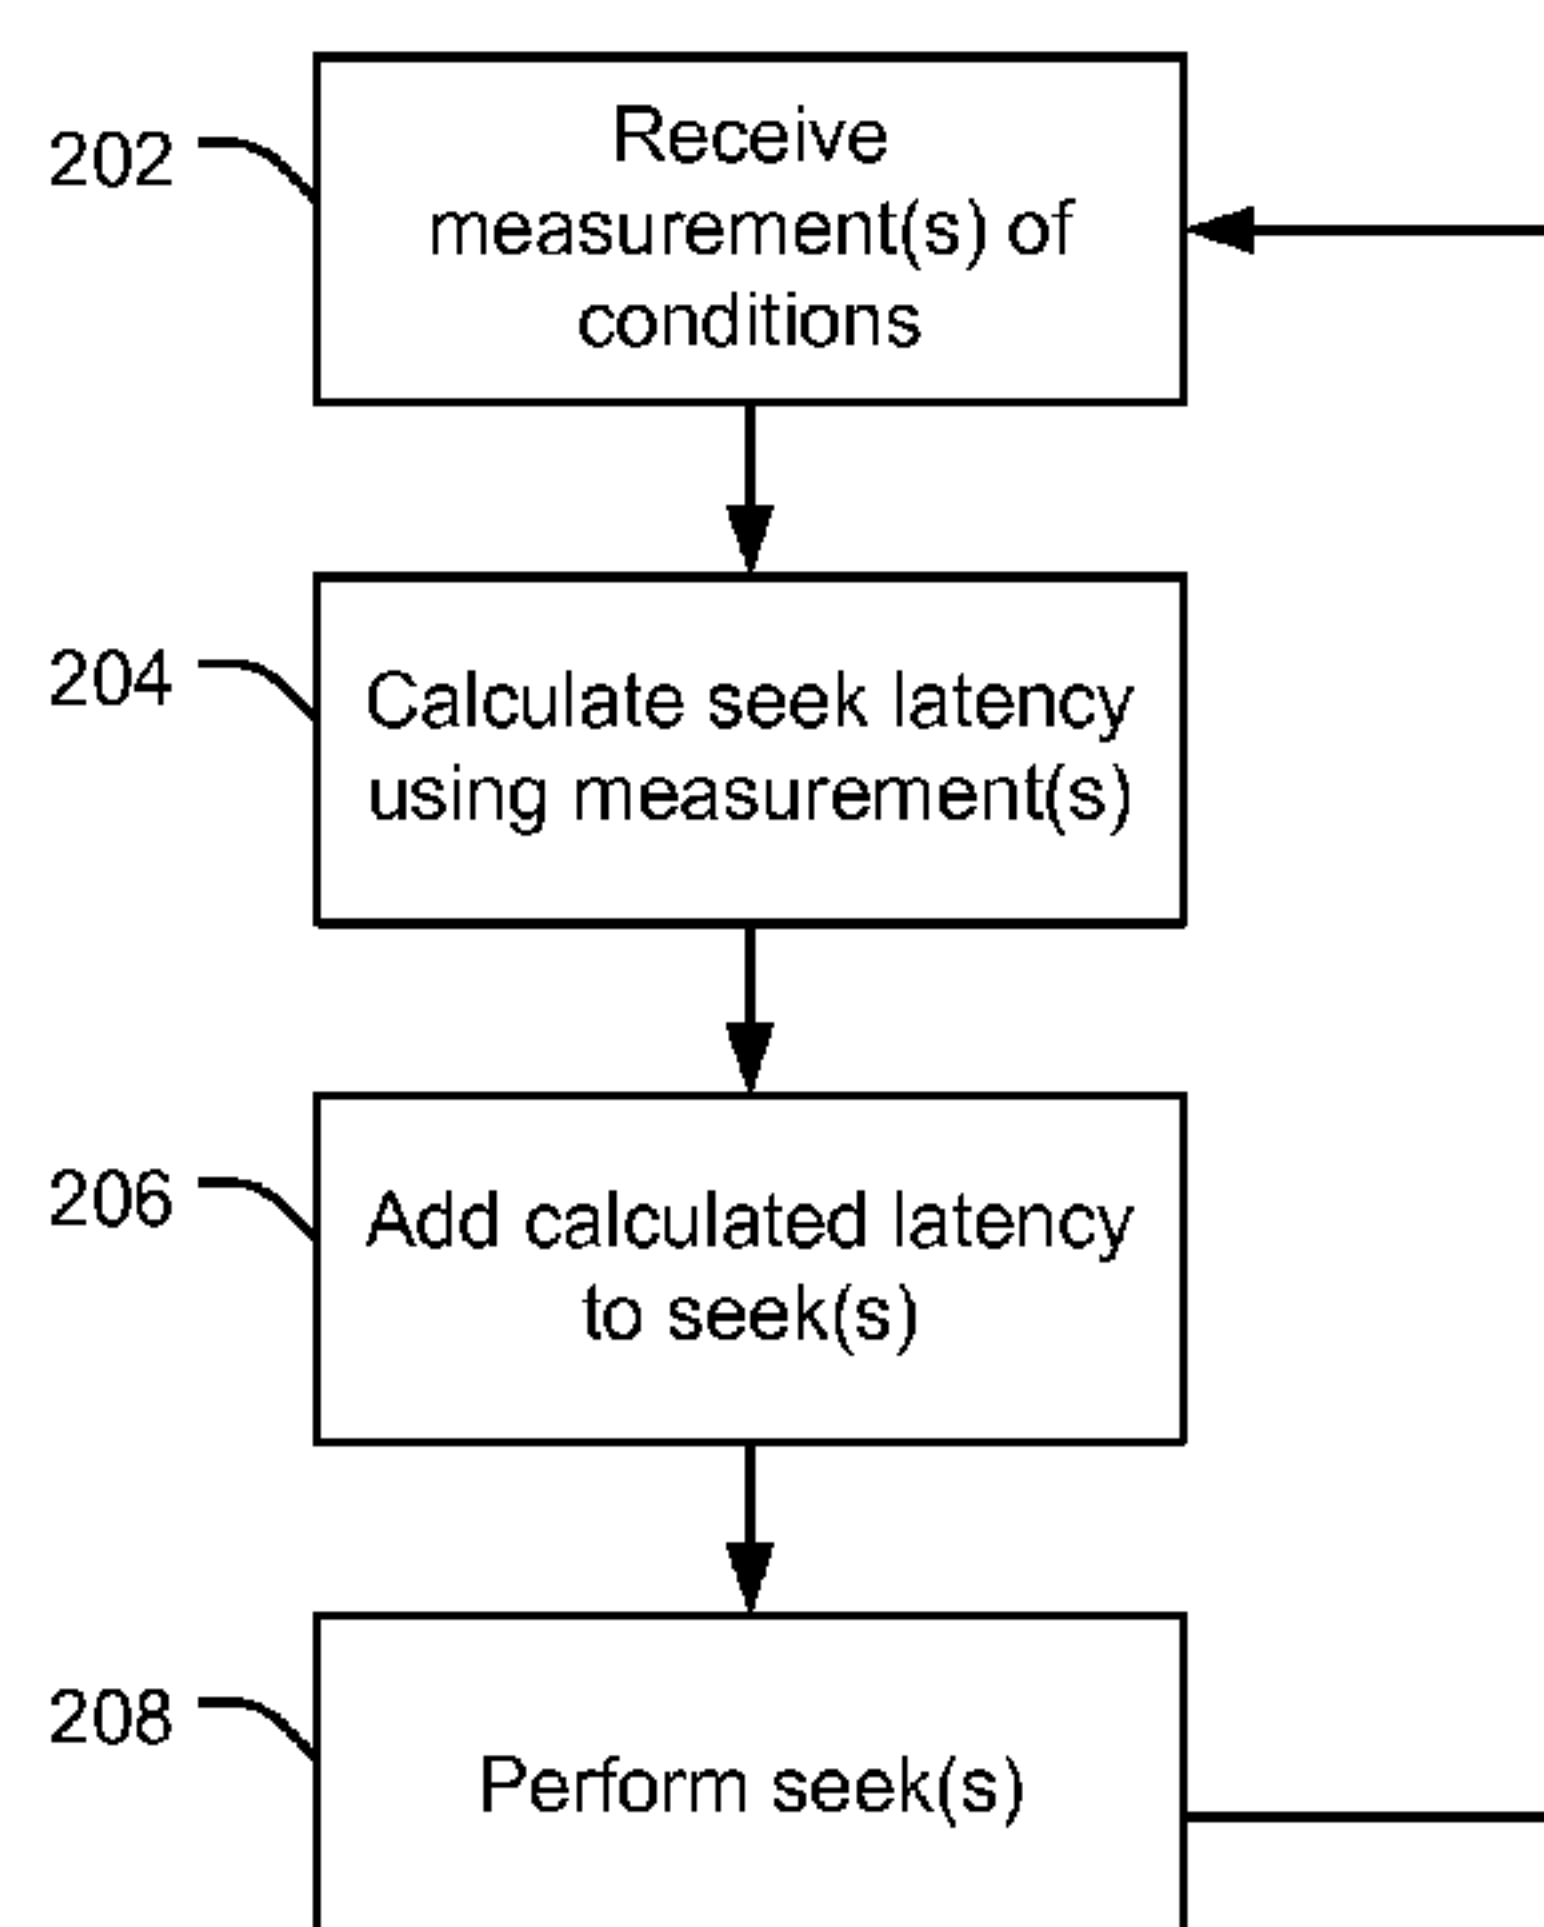 202
Receive
measurement(s) of
conditions
204
Calculate seek latency
using measurement(s)
206
Add calculated latency
to seek(s)
208
Perform seek(s)